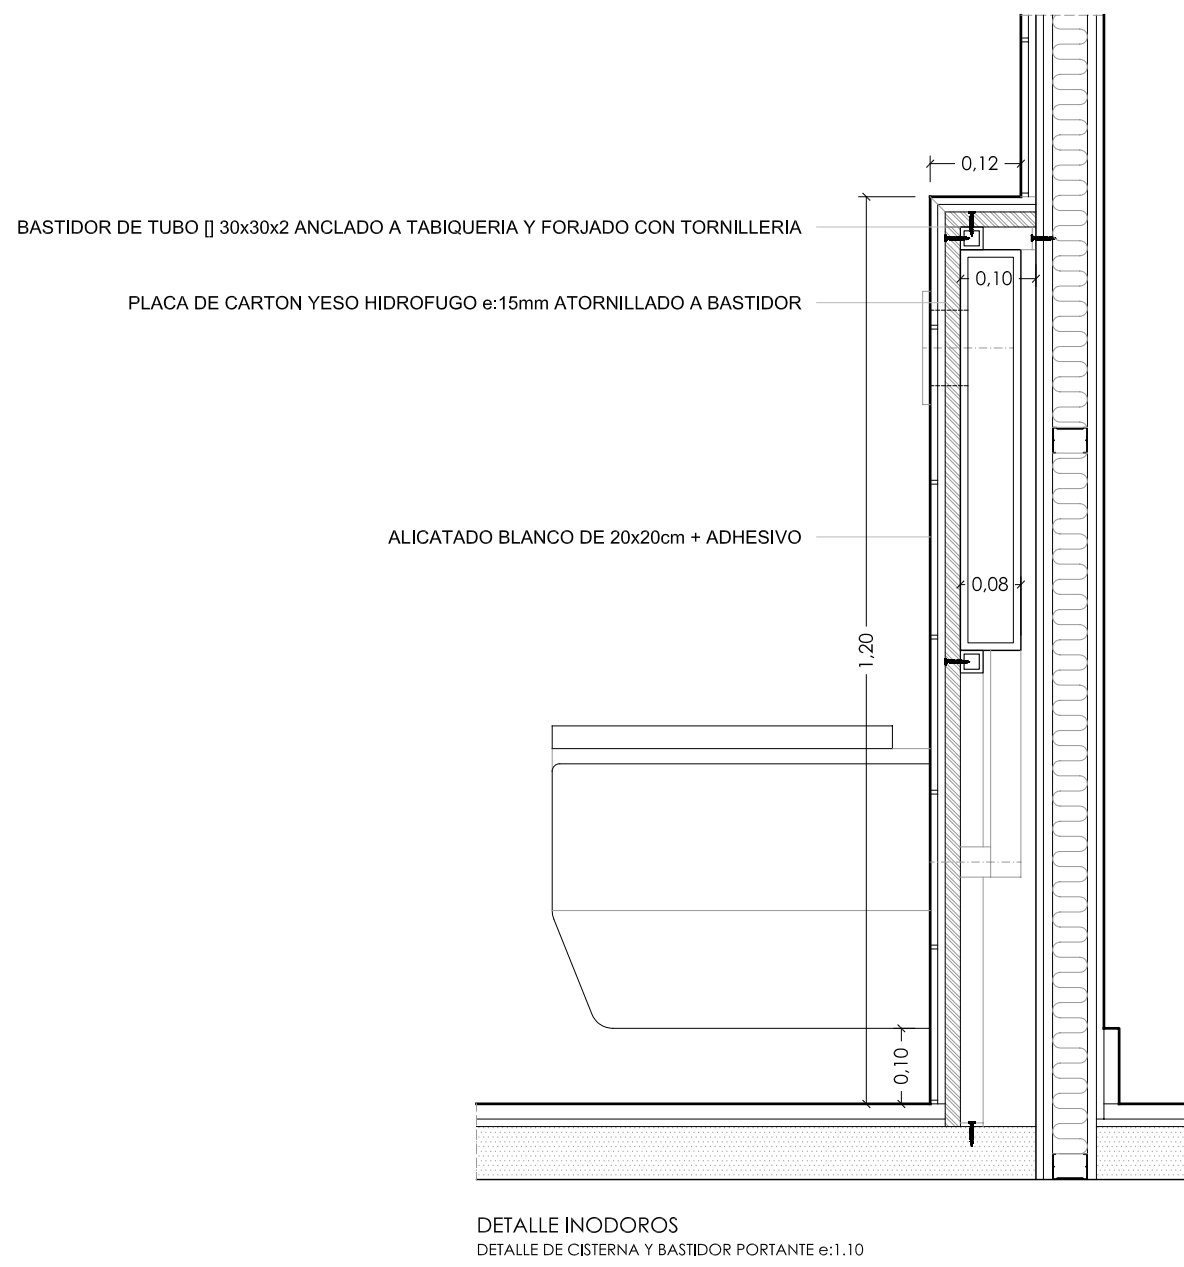 0,12
BASTIDOR DE TUBO [] 30x30x2 ANCLADO A TABIQUERIA Y FORJADO CON TORNILLERIA
0,10
PLACA DE CARTON YESO HIDROFUGO e:15mm ATORNILLADO A BASTIDOR
ALICATADO BLANCO DE 20x20cm + ADHESIVO
0,08
1,20
0,10
DETALLE INODOROS
DETALLE DE CISTERNA Y BASTIDOR PORTANTE e:1.10